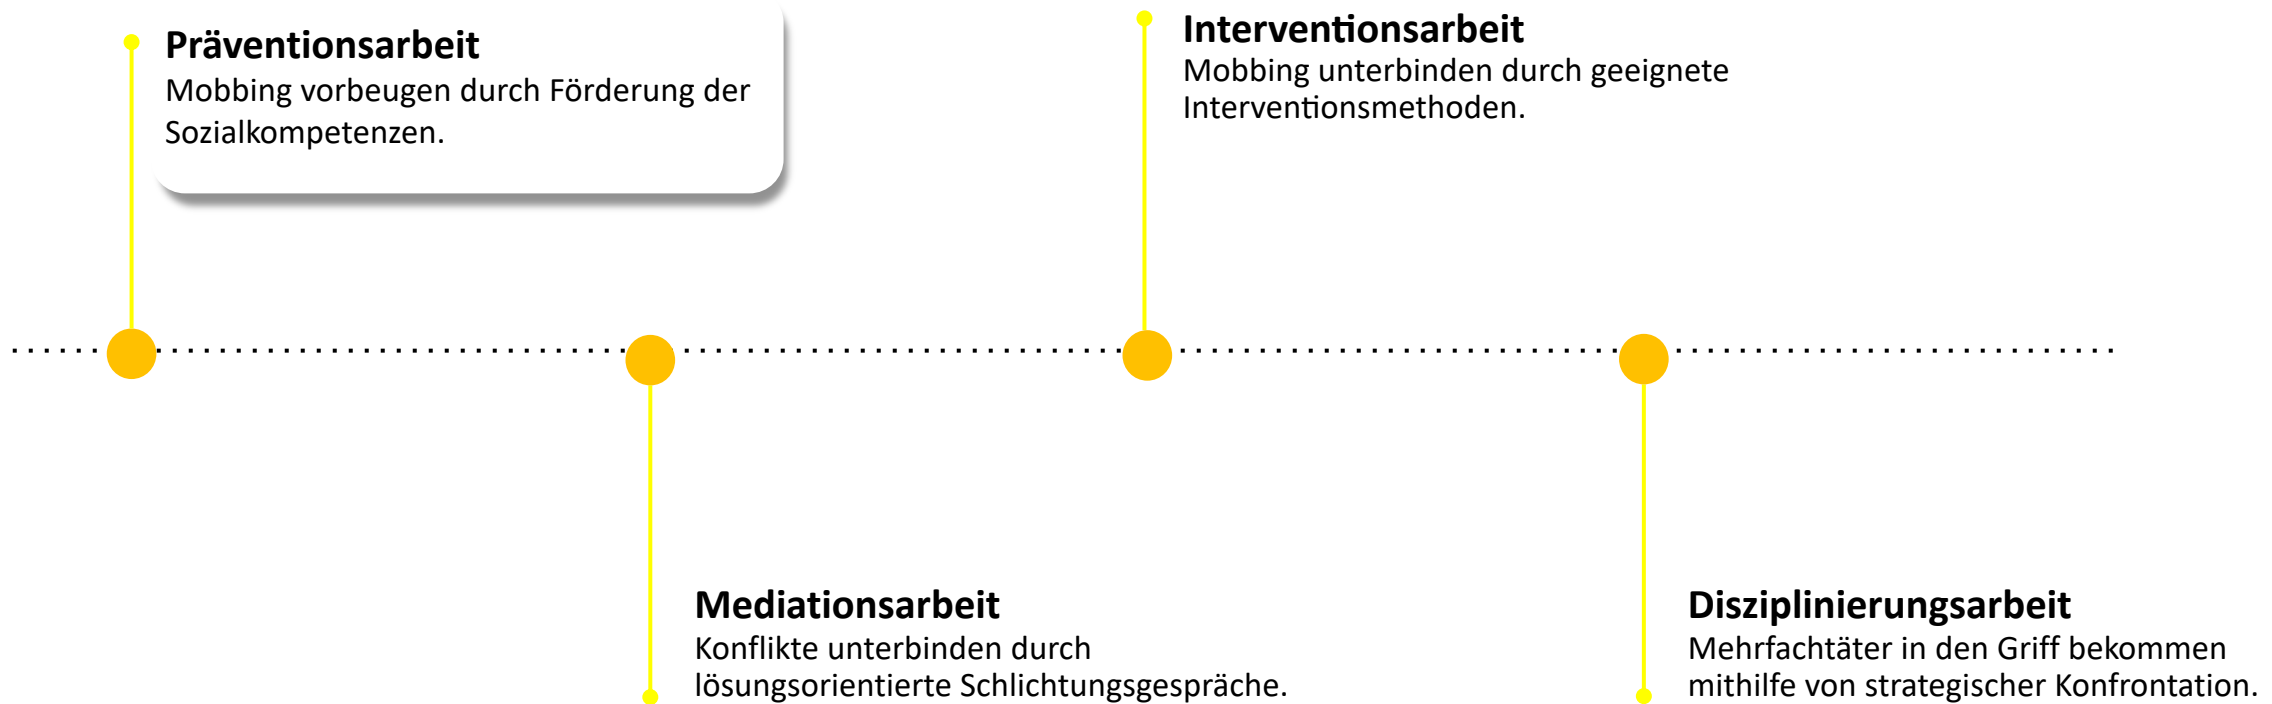 Präventionsarbeit
Mobbing vorbeugen durch Förderung der
Sozialkompetenzen.
Interventionsarbeit
Mobbing unterbinden durch geeignete
Interventionsmethoden.
Mediationsarbeit
Konflikte unterbinden durch
lösungsorientierte Schlichtungsgespräche.
Disziplinierungsarbeit
Mehrfachtäter in den Griff bekommen
mithilfe von strategischer Konfrontation.